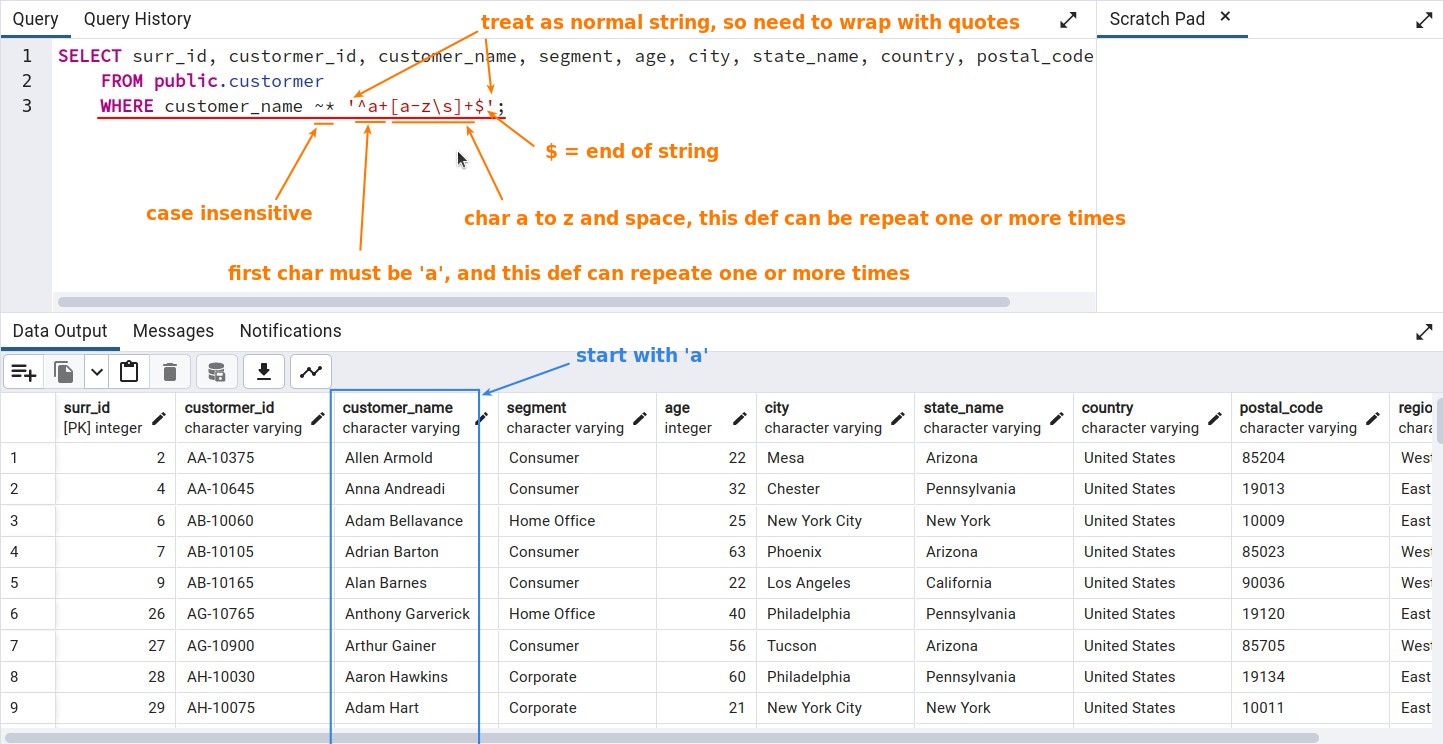 Query Query History Scratch Pad ×
treat as normal string, so need to wrap with quotes
1 SELECT surr_id, custormer_id, customer_name, segment, age, city, state_name, country, postal_code
2 FROM public.custormer
3 WHERE customer_name ~* '^a+[a-z\s]+$';
$ = end of string
case insensitive
char a to z and space, this def can be repeat one or more times
first char must be 'a', and this def can repeate one or more times
Data Output Messages Notifications
start with 'a'
surr_id custormer_id customer_name segment age city state_name country postal_code regio
[PK] integer character varying character varying character varying integer character varying character varying character varying character varying chara
1 2 AA-10375 Allen Armold Consumer 22 Mesa Arizona United States 85204 Wes
2 4 AA-10645 Anna Andreadi Consumer 32 Chester Pennsylvania United States 19013 East
3 6 AB-10060 Adam Bellavance Home Office 25 New York City New York United States 10009 East
4 7 AB-10105 Adrian Barton Consumer 63 Phoenix Arizona United States 85023 Wes
5 9 AB-10165 Alan Barnes Consumer 22 Los Angeles California United States 90036 Wes
6 26 AG-10765 Anthony Garverick Home Office 40 Philadelphia Pennsylvania United States 19120 East
7 27 AG-10900 Arthur Gainer Consumer 56 Tucson Arizona United States 85705 Wes
8 28 AH-10030 Aaron Hawkins Corporate 60 Philadelphia Pennsylvania United States 19134 East
9 29 AH-10075 Adam Hart Corporate 21 New York City New York United States 10011 East